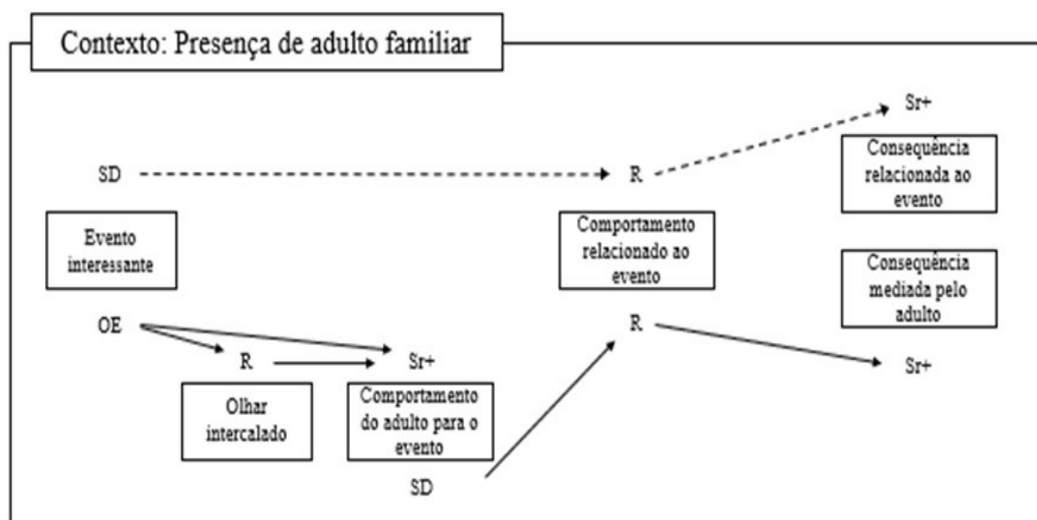 Contexto: Presença de adulto familiar
Sr+
SD
R
Consequência
relacionada ao
evento
Evento
interessante
Comportamento
relacionado ao
evento
Consequência
mediada pelo
adulto
OE
R
R
Sr+
Sr+
Olhar
intercalado
Comportamento
do adulto para o
evento
SD